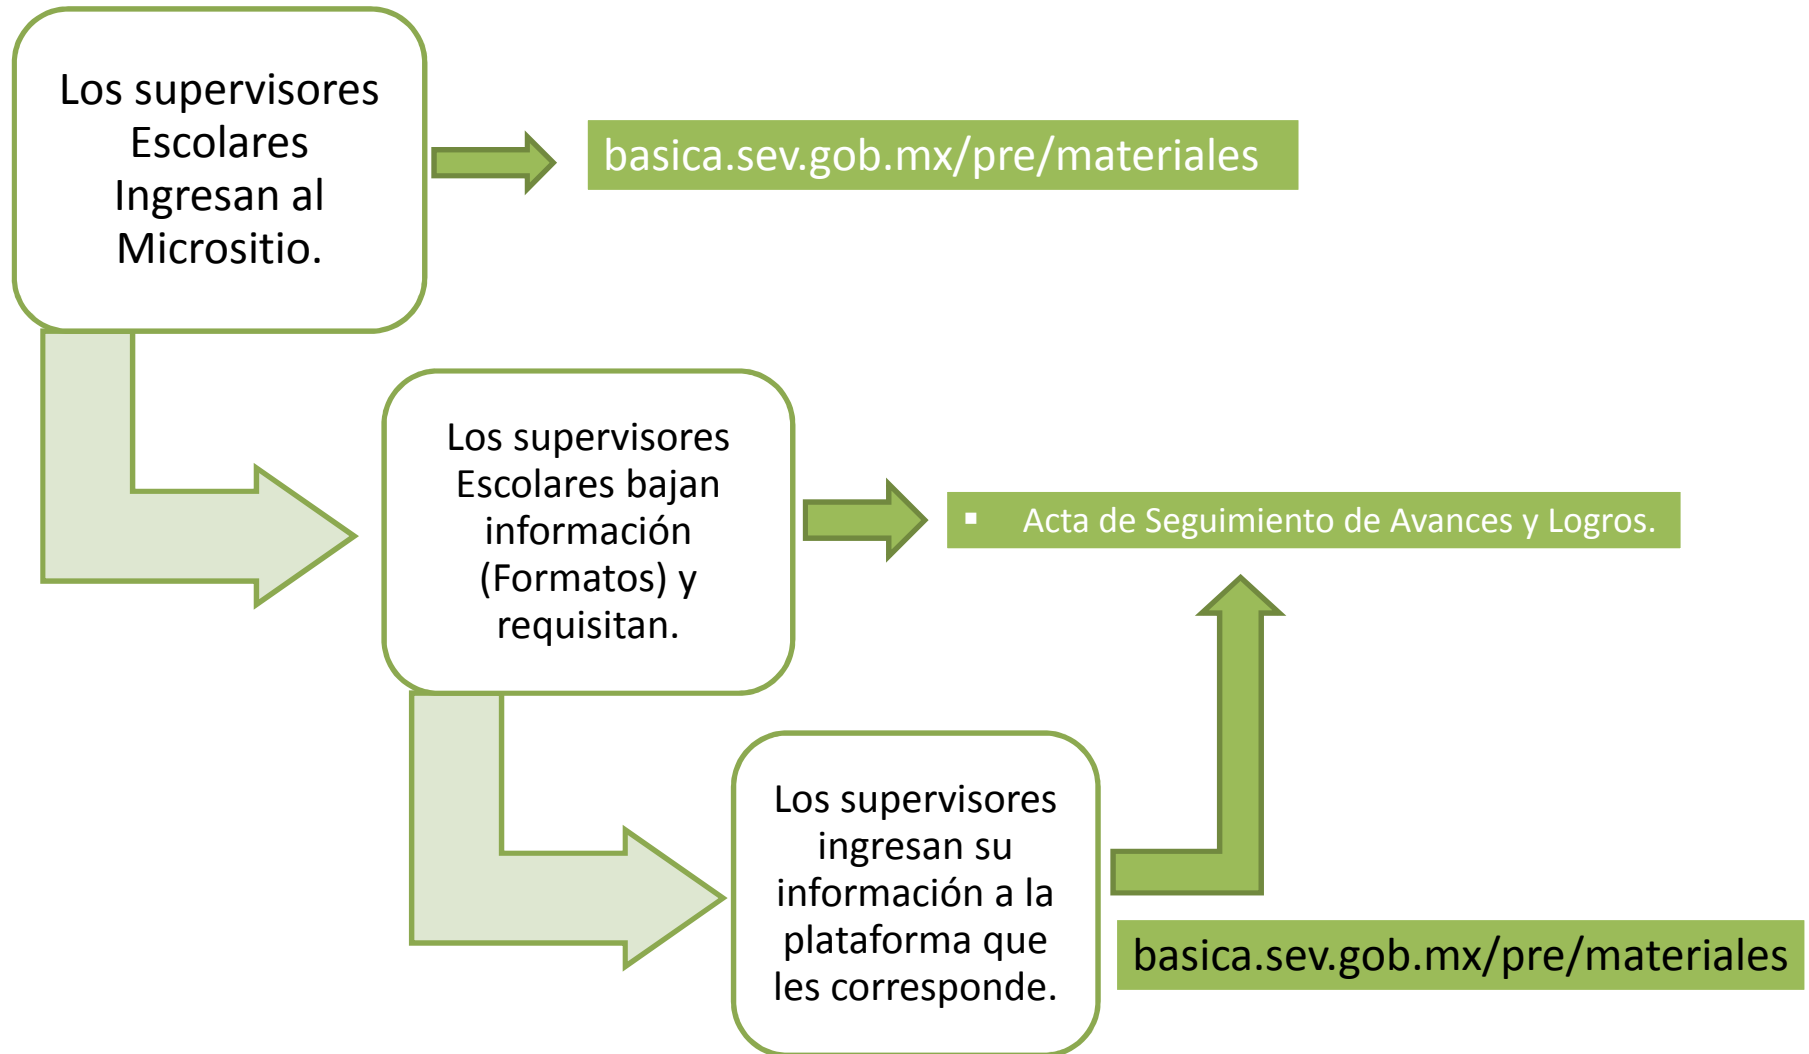 Los supervisores
Escolares
Ingresan al
Micrositio.
basica.sev.gob.mx/pre/materiales
Los supervisores
Escolares bajan
información
(Formatos) y
requisitan.
▪ Acta de Seguimiento de Avances y Logros.
Los supervisores
ingresan su
información a la
plataforma que
les corresponde.
basica.sev.gob.mx/pre/materiales